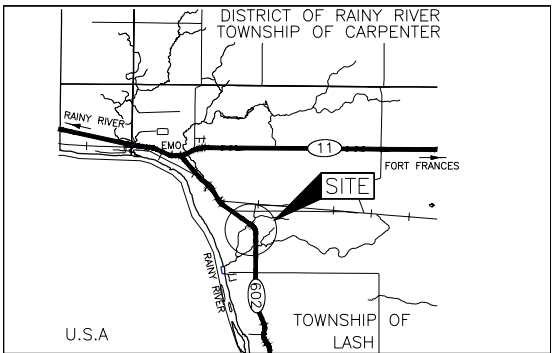 DISTRICT OF RAINY RIVER
TOWNSHIP OF CARPENTER
RAINY RIVER
EMO
11
FORT FRANCES
SITE
RAINY RIVER
602
U.S.A
TOWNSHIP OF
LASH